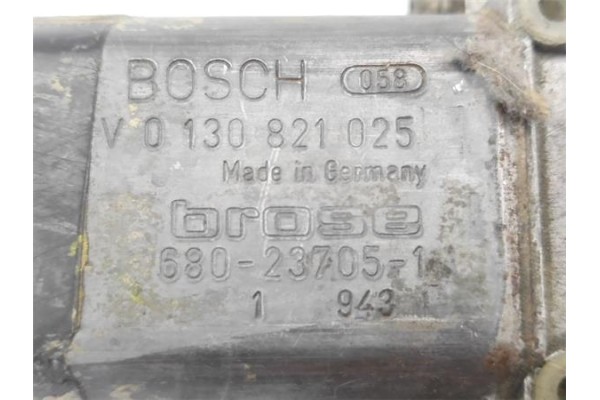 BOSCH 058
V 0 130 821 025
Made in Germany
brose
680-23705-1
1 943